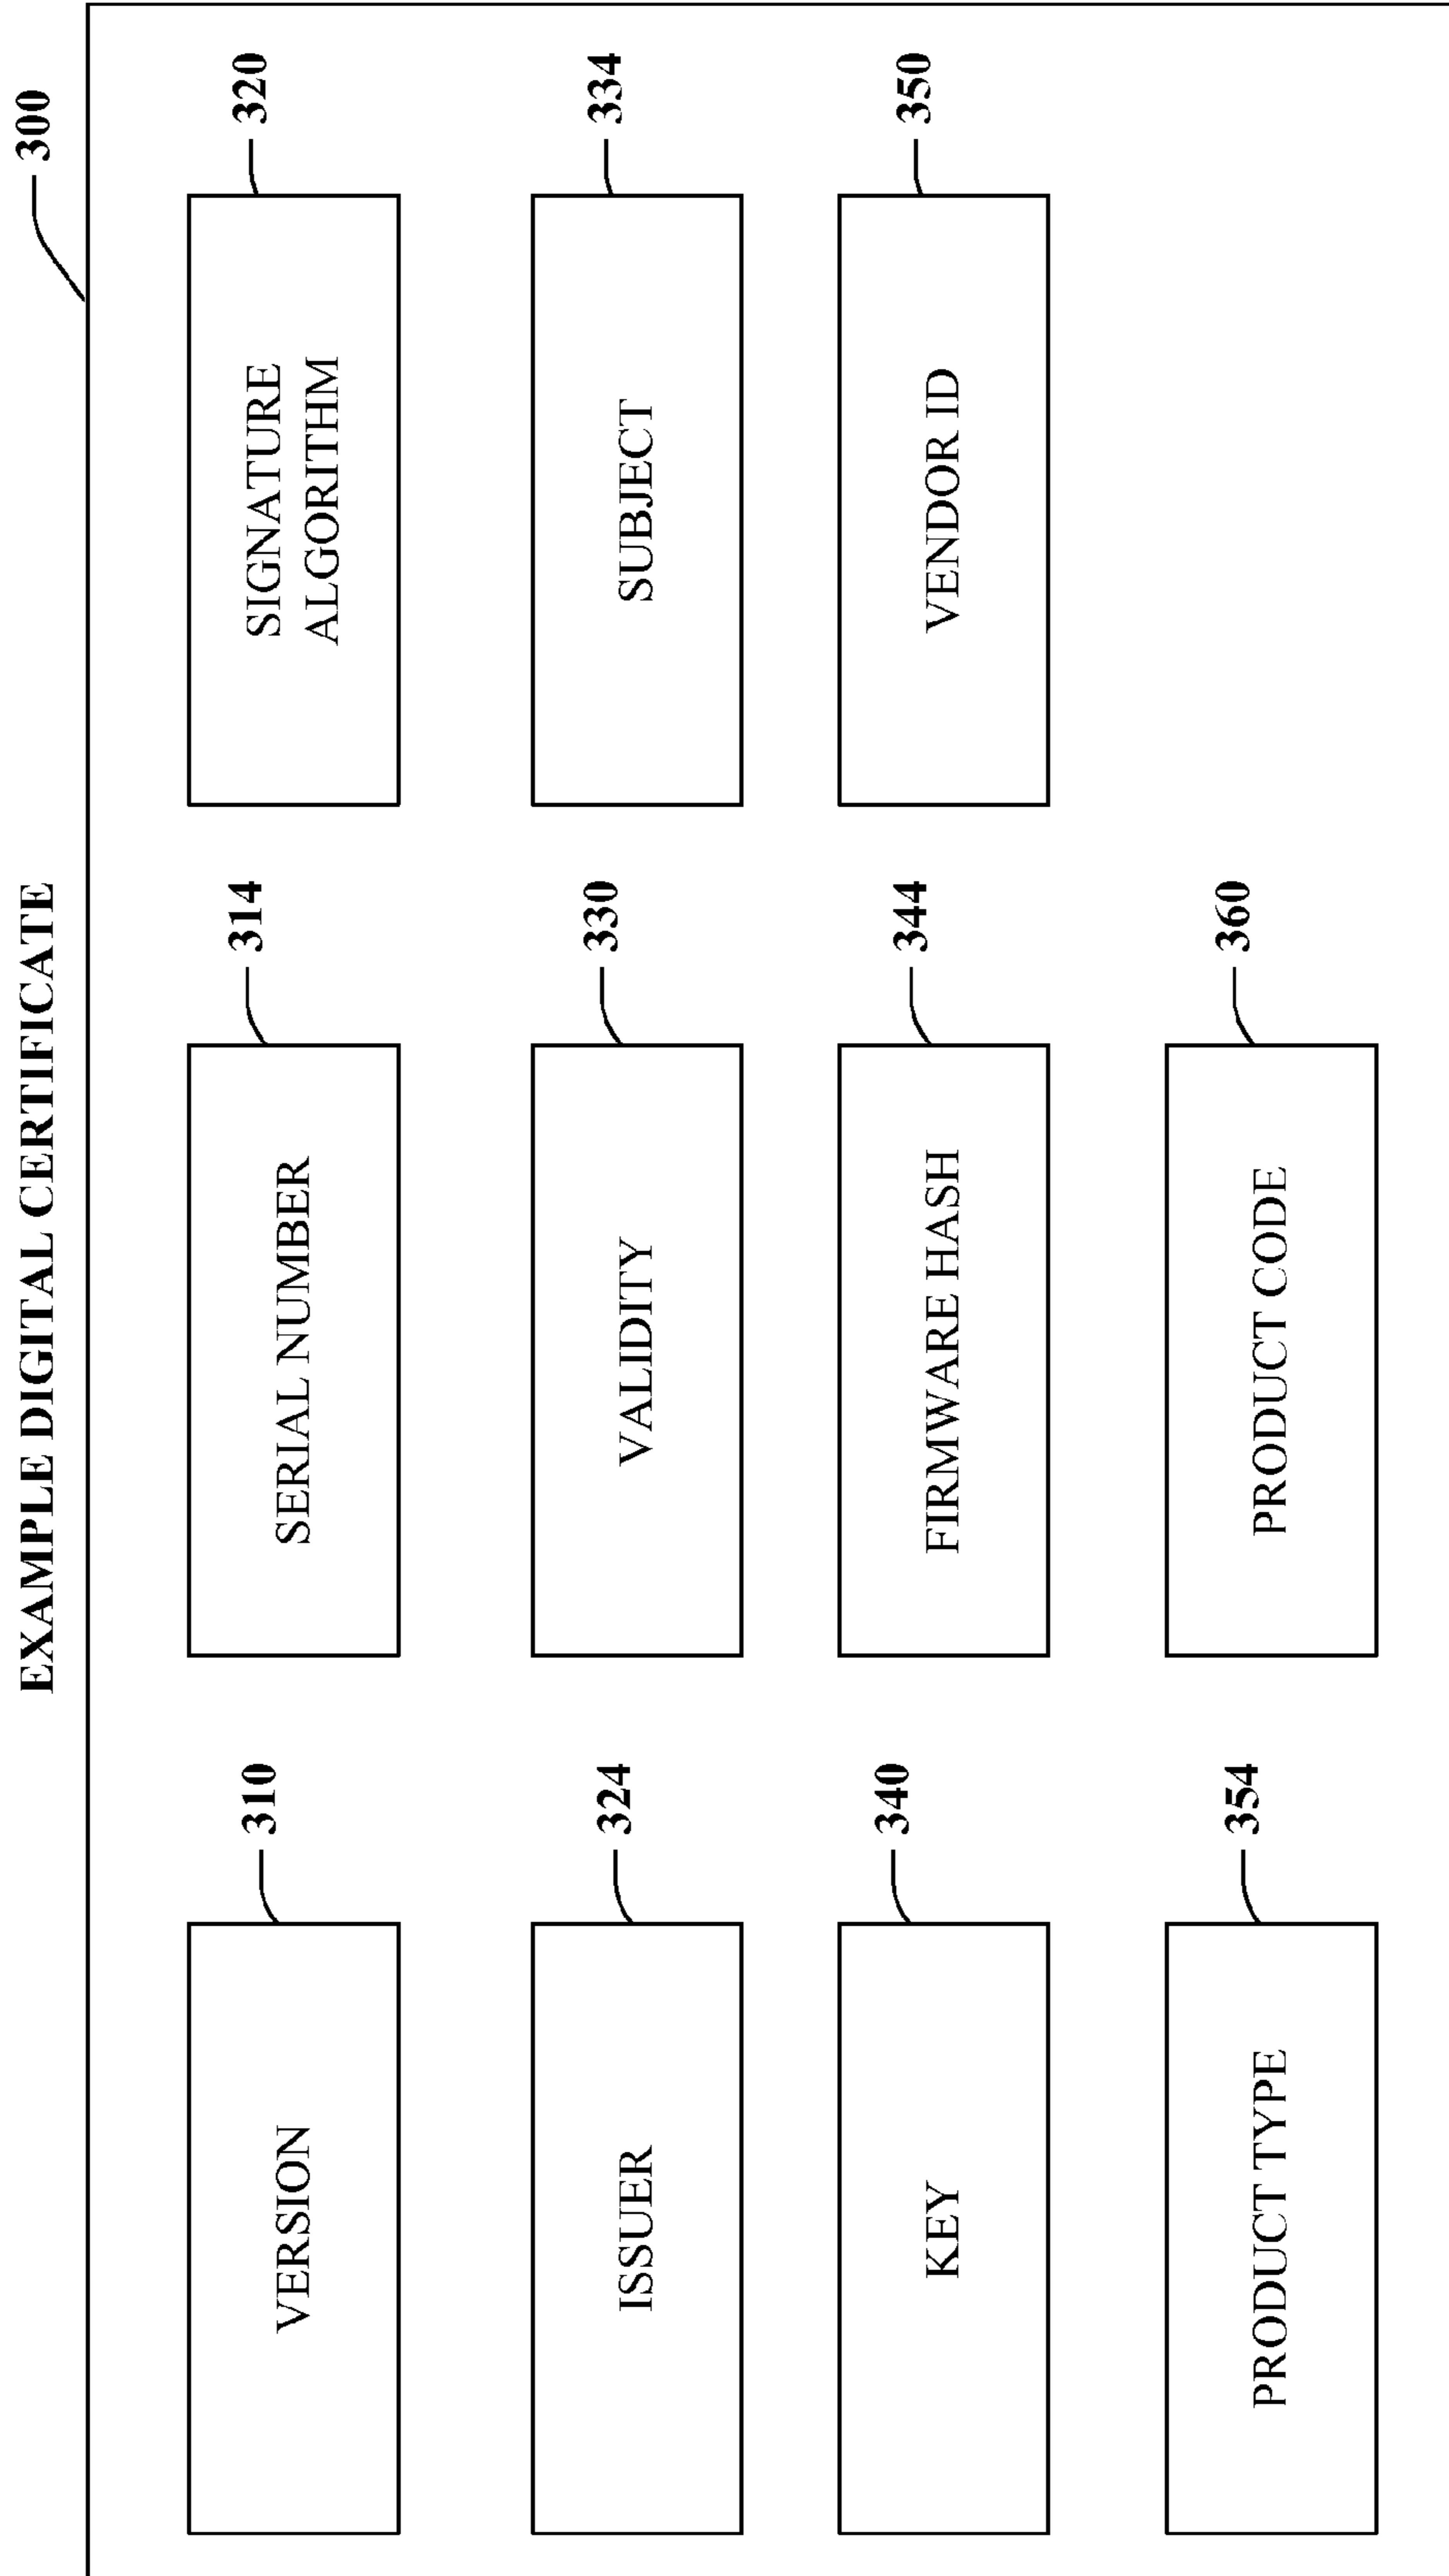 EXAMPLE DIGITAL CERTIFICATE
300
310
314
320
VERSION
SERIAL NUMBER
SIGNATURE
ALGORITHM
324
330
334
ISSUER
VALIDITY
SUBJECT
340
344
350
KEY
FIRMWARE HASH
VENDOR ID
354
360
PRODUCT TYPE
PRODUCT CODE